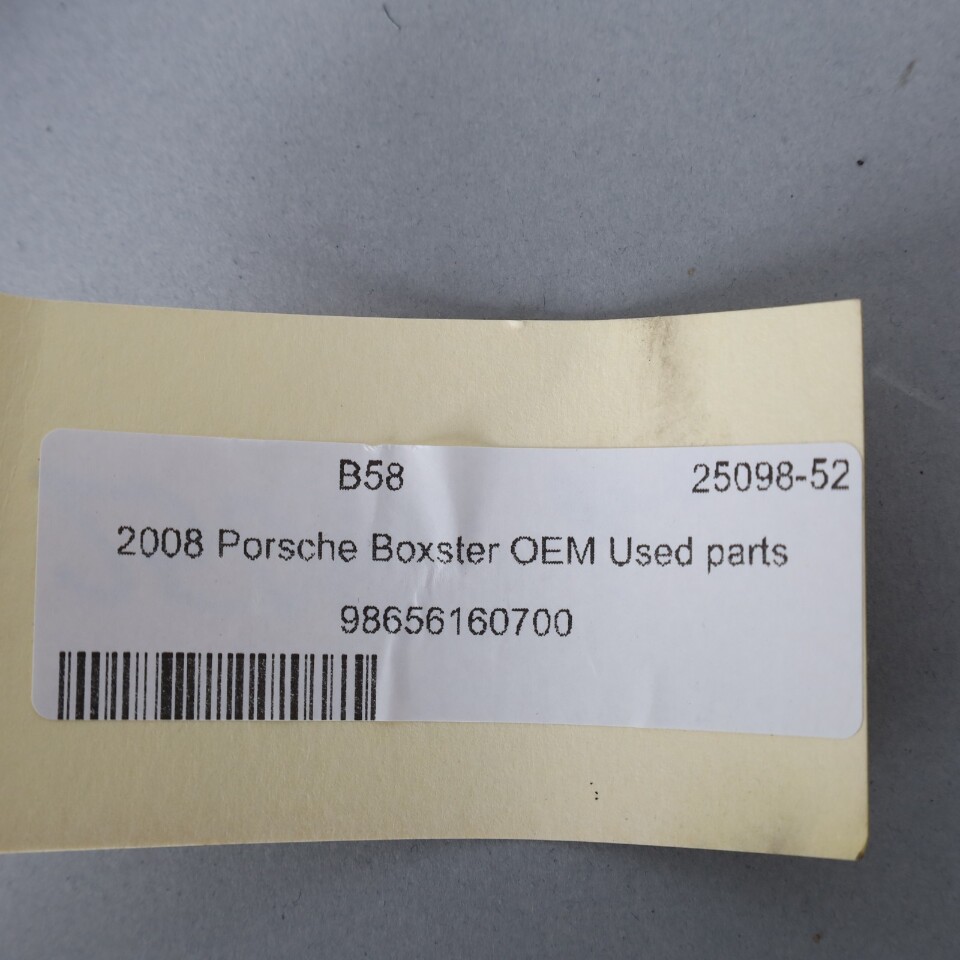 B58 25098-52
2008 Porsche Boxster OEM Used parts
98656160700